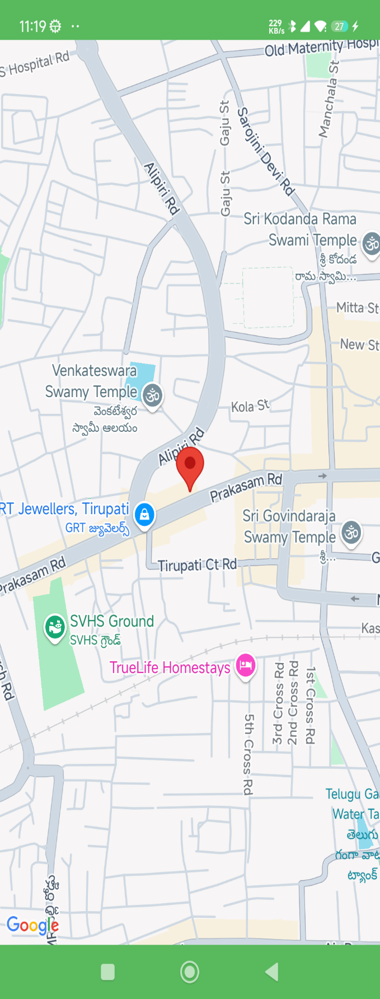 11:19
229
KB/s
27
S Hospital Rd
Old Maternity Hospi
Manchala St
Gaju St
Sarojini Devi Rd
Alipiri Rd
Gaju St
Sri Kodanda Rama
Swami Temple
శ్రీ కోదండ
రామ స్వామి...
Mitta St
New St
Venkateswara
Swamy Temple
వెంకటేశ్వర
స్వామీ ఆలయం
Kola St
Alipiri Rd
Prakasam Rd
RT Jewellers, Tirupati
GRT జ్యువెలర్స్
Sri Govindaraja
Swamy Temple
శ్రీ...
G
Tirupati Ct Rd
Prakasam Rd
SVHS Ground
SVHS గ్రౌండ్
Kas
TrueLife Homestays
rch Rd
3rd Cross Rd
2nd Cross Rd
1st Cross Rd
5th Cross Rd
Telugu Ga
Water Ta
తెలుగు
గంగా వాట
ట్యాంక్
Google